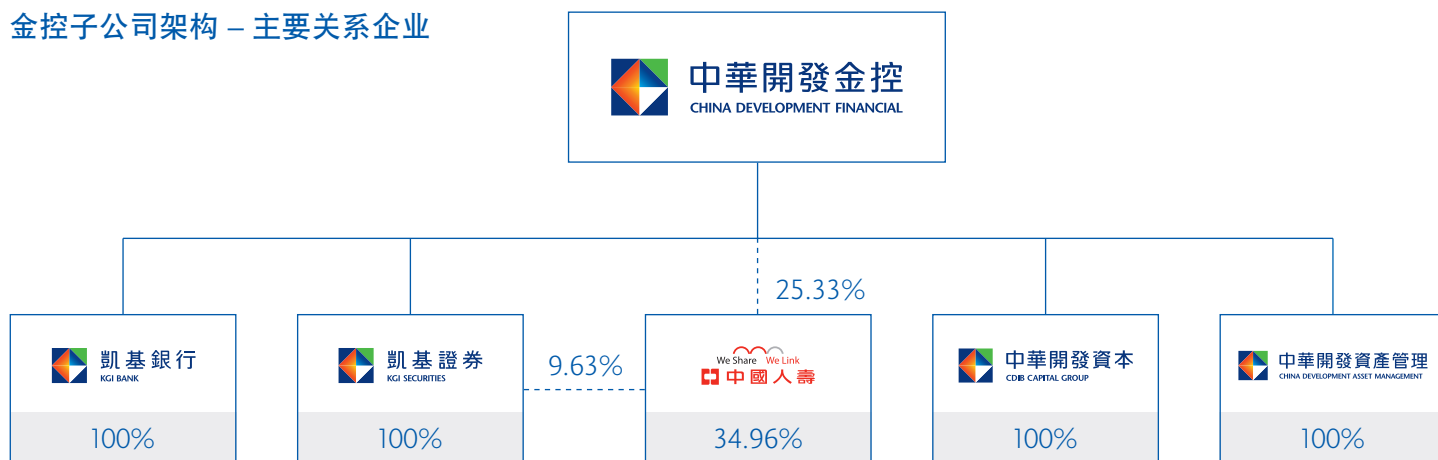 金控子公司架构 – 主要关系企业
中華開發金控
CHINA DEVELOPMENT FINANCIAL
25.33%
凱基銀行
KGI BANK
100%
凱基證券
KGI SECURITIES
100%
9.63%
We Share We Link
中國人壽
34.96%
中華開發資本
CDIB CAPITAL GROUP
100%
中華開發資產管理
CHINA DEVELOPMENT ASSET MANAGEMENT
100%